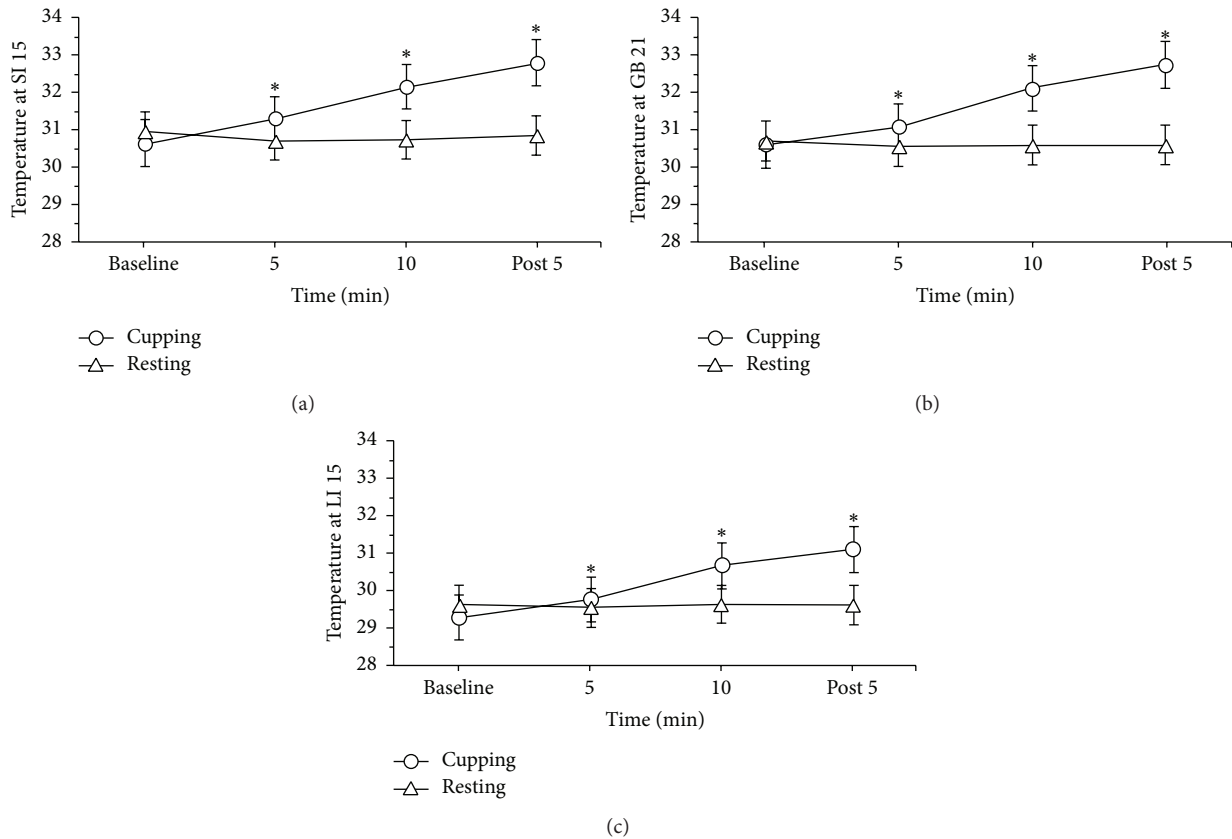 34
33
32
31
30
29
28
Temperature at SI 15
*
*
*
Baseline
5
10
Post 5
Time (min)
Cupping
Resting
(a)
34
33
32
31
30
29
28
Temperature at GB 21
*
*
*
Baseline
5
10
Post 5
Time (min)
Cupping
Resting
(b)
34
33
32
31
30
29
28
Temperature at LI 15
*
*
*
Baseline
5
10
Post 5
Time (min)
Cupping
Resting
(c)